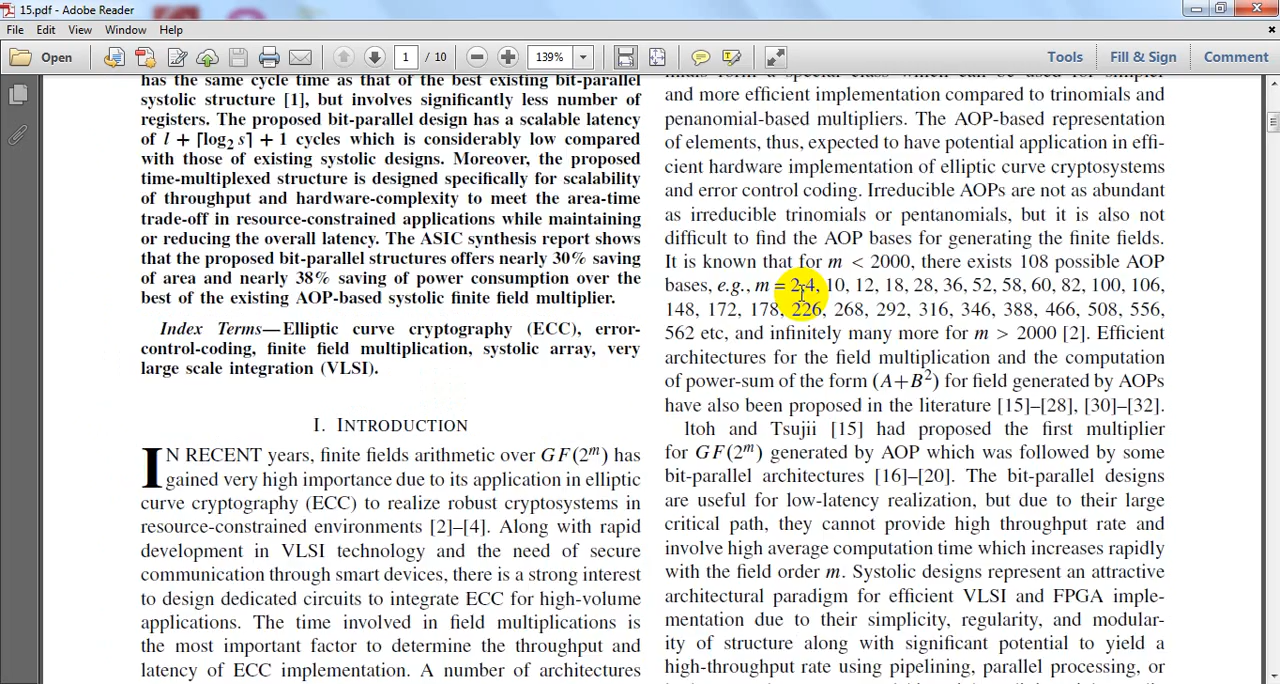 15.pdf - Adobe Reader
File Edit View Window Help
Open 1 / 10 139% Tools Fill & Sign Comment
has the same cycle time as that of the best existing bit-parallel
systolic structure [1], but involves significantly less number of
registers. The proposed bit-parallel design has a scalable latency
of l + ⌈log2 s⌉ + 1 cycles which is considerably low compared
with those of existing systolic designs. Moreover, the proposed
time-multiplexed structure is designed specifically for scalability
of throughput and hardware-complexity to meet the area-time
trade-off in resource-constrained applications while maintaining
or reducing the overall latency. The ASIC synthesis report shows
that the proposed bit-parallel structures offers nearly 30% saving
of area and nearly 38% saving of power consumption over the
best of the existing AOP-based systolic finite field multiplier.
Index Terms—Elliptic curve cryptography (ECC), error-
control-coding, finite field multiplication, systolic array, very
large scale integration (VLSI).
I. INTRODUCTION
IN RECENT years, finite fields arithmetic over GF(2^m) has
gained very high importance due to its application in elliptic
curve cryptography (ECC) to realize robust cryptosystems in
resource-constrained environments [2]–[4]. Along with rapid
development in VLSI technology and the need of secure
communication through smart devices, there is a strong interest
to design dedicated circuits to integrate ECC for high-volume
applications. The time involved in field multiplications is
the most important factor to determine the throughput and
latency of ECC implementation. A number of architectures
and more efficient implementation compared to trinomials and
penanomial-based multipliers. The AOP-based representation
of elements, thus, expected to have potential application in effi-
cient hardware implementation of elliptic curve cryptosystems
and error control coding. Irreducible AOPs are not as abundant
as irreducible trinomials or pentanomials, but it is also not
difficult to find the AOP bases for generating the finite fields.
It is known that for m < 2000, there exists 108 possible AOP
bases, e.g., m = 2,4, 10, 12, 18, 28, 36, 52, 58, 60, 82, 100, 106,
148, 172, 178, 226, 268, 292, 316, 346, 388, 466, 508, 556,
562 etc, and infinitely many more for m > 2000 [2]. Efficient
architectures for the field multiplication and the computation
of power-sum of the form (A+B^2) for field generated by AOPs
have also been proposed in the literature [15]–[28], [30]–[32].
Itoh and Tsujii [15] had proposed the first multiplier
for GF(2^m) generated by AOP which was followed by some
bit-parallel architectures [16]–[20]. The bit-parallel designs
are useful for low-latency realization, but due to their large
critical path, they cannot provide high throughput rate and
involve high average computation time which increases rapidly
with the field order m. Systolic designs represent an attractive
architectural paradigm for efficient VLSI and FPGA imple-
mentation due to their simplicity, regularity, and modular-
ity of structure along with significant potential to yield a
high-throughput rate using pipelining, parallel processing, or